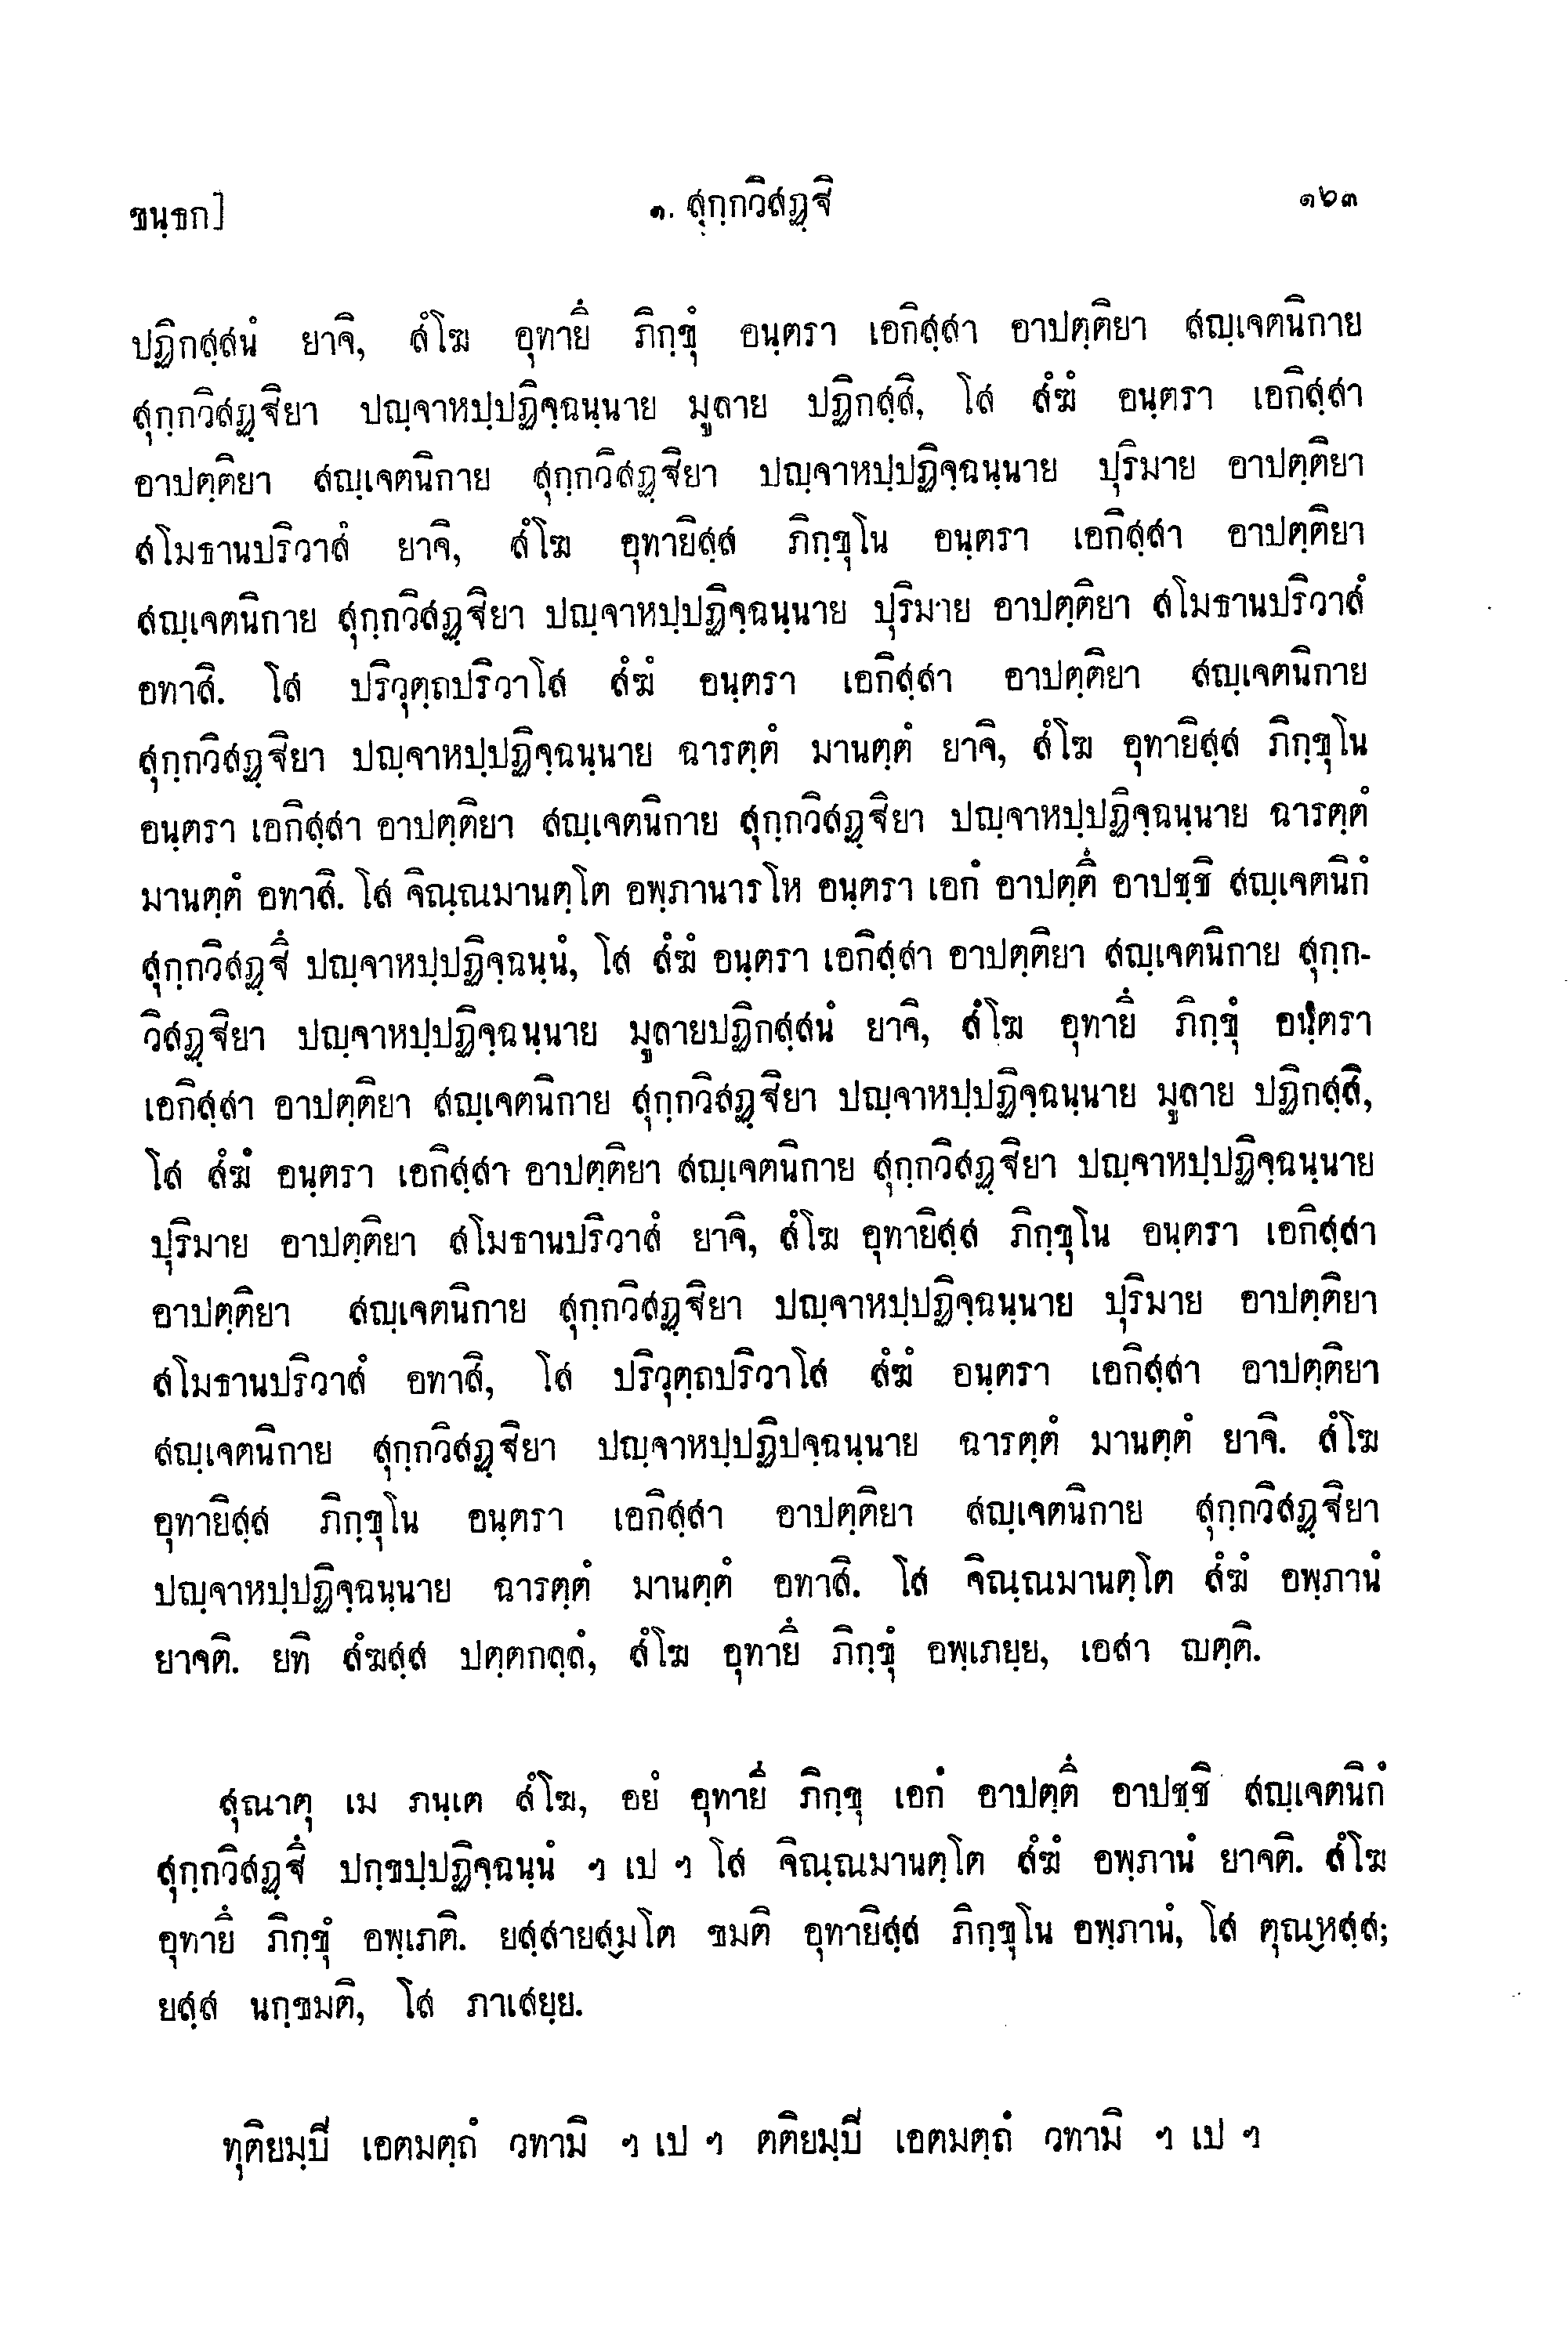 ขนฺธก]
๑. สุกฺกวิสฏฺฐิ
๑๖๓
ปฏิกสฺสนํ ยาจิ, สํโฆ อุทายึ ภิกฺขุํ อนฺตรา เอกิสฺสา อาปตฺติยา สญฺเจตนิกาย
สุกฺกวิสฏฺฐิยา ปญฺจาหปฺปฏิจฺฉนฺนาย มูลาย ปฏิกสฺสิ, โส สํฆํ อนฺตรา เอกิสฺสา
อาปตฺติยา สญฺเจตนิกาย สุกฺกวิสฏฺฐิยา ปญฺจาหปฺปฏิจฺฉนฺนาย ปุริมาย อาปตฺติยา
สโมธานปริวาสํ ยาจิ, สํโฆ อุทายิสฺส ภิกฺขุโน อนฺตรา เอกิสฺสา อาปตฺติยา
สญฺเจตนิกาย สุกฺกวิสฏฺฐิยา ปญฺจาหปฺปฏิจฺฉนฺนาย ปุริมาย อาปตฺติยา สโมธานปริวาสํ
อทาสิ. โส ปริวุตฺถปริวาโส สํฆํ อนฺตรา เอกิสฺสา อาปตฺติยา สญฺเจตนิกาย
สุกฺกวิสฏฺฐิยา ปญฺจาหปฺปฏิจฺฉนฺนาย ฉารตฺตํ มานตฺตํ ยาจิ, สํโฆ อุทายิสฺส ภิกฺขุโน
อนฺตรา เอกิสฺสา อาปตฺติยา สญฺเจตนิกาย สุกฺกวิสฏฺฐิยา ปญฺจาหปฺปฏิจฺฉนฺนาย ฉารตฺตํ
มานตฺตํ อทาสิ. โส จิณฺณมานตฺโต อพฺภานารโห อนฺตรา เอกํ อาปตฺตึ อาปชฺชิ สญฺเจตนิกํ
สุกฺกวิสฏฺฐึ ปญฺจาหปฺปฏิจฺฉนฺนํ, โส สํฆํ อนฺตรา เอกิสฺสา อาปตฺติยา สญฺเจตนิกาย สุกฺก-
วิสฏฺฐิยา ปญฺจาหปฺปฏิจฺฉนฺนาย มูลายปฏิกสฺสนํ ยาจิ, สํโฆ อุทายึ ภิกฺขุํ อนฺตรา
เอกิสฺสา อาปตฺติยา สญฺเจตนิกาย สุกฺกวิสฏฺฐิยา ปญฺจาหปฺปฏิจฺฉนฺนาย มูลาย ปฏิกสฺสิ,
โส สํฆํ อนฺตรา เอกิสฺสา อาปตฺติยา สญฺเจตนิกาย สุกฺกวิสฏฺฐิยา ปญฺจาหปฺปฏิจฺฉนฺนาย
ปุริมาย อาปตฺติยา สโมธานปริวาสํ ยาจิ, สํโฆ อุทายิสฺส ภิกฺขุโน อนฺตรา เอกิสฺสา
อาปตฺติยา สญฺเจตนิกาย สุกฺกวิสฏฺฐิยา ปญฺจาหปฺปฏิจฺฉนฺนาย ปุริมาย อาปตฺติยา
สโมธานปริวาสํ อทาสิ, โส ปริวุตฺถปริวาโส สํฆํ อนฺตรา เอกิสฺสา อาปตฺติยา
สญฺเจตนิกาย สุกฺกวิสฏฺฐิยา ปญฺจาหปฺปฏิปจฺฉนฺนาย ฉารตฺตํ มานตฺตํ ยาจิ. สํโฆ
อุทายิสฺส ภิกฺขุโน อนฺตรา เอกิสฺสา อาปตฺติยา สญฺเจตนิกาย สุกฺกวิสฏฺฐิยา
ปญฺจาหปฺปฏิจฺฉนฺนาย ฉารตฺตํ มานตฺตํ อทาสิ. โส จิณฺณมานตฺโต สํฆํ อพฺภานํ
ยาจติ. ยทิ สํฆสฺส ปตฺตกลฺลํ, สํโฆ อุทายึ ภิกฺขุํ อพฺเภยฺย, เอสา ญตฺติ.
สุณาตุ เม ภนฺเต สํโฆ, อยํ อุทายึ ภิกฺขุ เอกํ อาปตฺตึ อาปชฺชิ สญฺเจตนิกํ
สุกฺกวิสฏฺฐึ ปกฺขปฺปฏิจฺฉนฺนํ ฯ เป ฯ โส จิณฺณมานตฺโต สํฆํ อพฺภานํ ยาจติ. สํโฆ
อุทายึ ภิกฺขุํ อพฺเภติ. ยสฺสายสฺมโต ขมติ อุทายิสฺส ภิกฺขุโน อพฺภานํ, โส ตุณฺหสฺส;
ยสฺส นกฺขมติ, โส ภาเสยฺย.
ทุติยมฺปี เอตมตฺถํ วทามิ ฯ เป ฯ ตติยมฺปี เอตมตฺถํ วทามิ ฯ เป ฯ